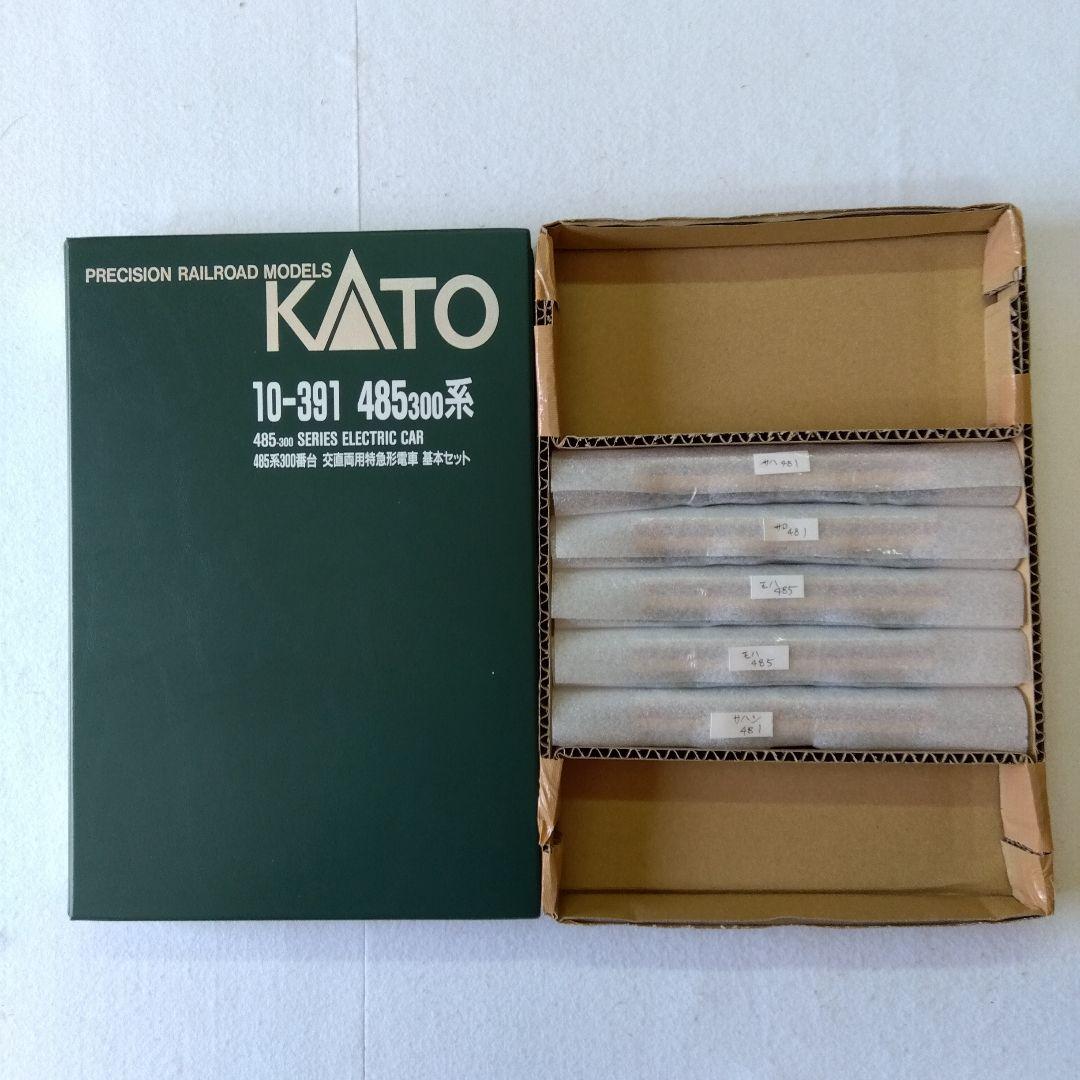 PRECISION RAILROAD MODELS
KATO
10-391 485300系
485-300 SERIES ELECTRIC CAR
485系300番台 交直両用特急形電車 基本セット
サハ481
サロ481
モハ485
モハ485
サハシ481